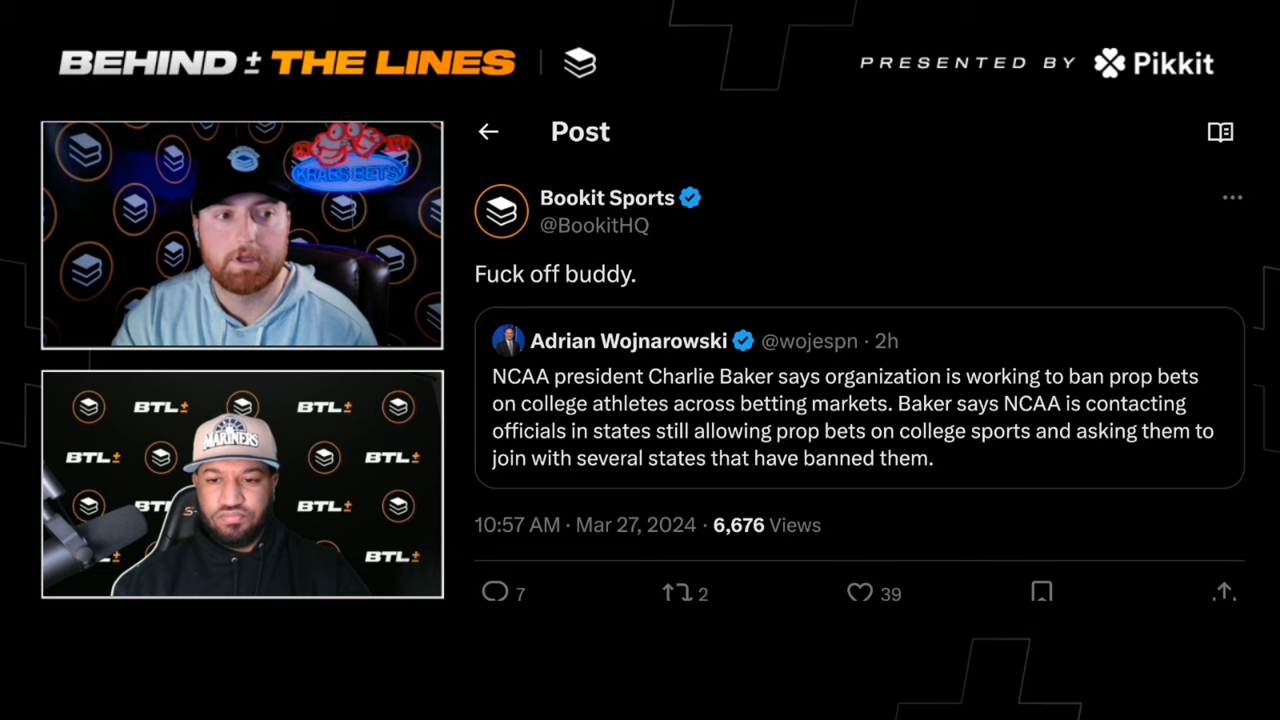 BEHIND ± THE LINES
PRESENTED BY Pikkit
KRABS BETS
BTL± BTL±
MARINERS
BTL± BTL±
BTL±
BTL±
Post
Bookit Sports
@BookitHQ
Fuck off buddy.
Adrian Wojnarowski @wojespn · 2h
NCAA president Charlie Baker says organization is working to ban prop bets
on college athletes across betting markets. Baker says NCAA is contacting
officials in states still allowing prop bets on college sports and asking them to
join with several states that have banned them.
10:57 AM · Mar 27, 2024 · 6,676 Views
7 2 39